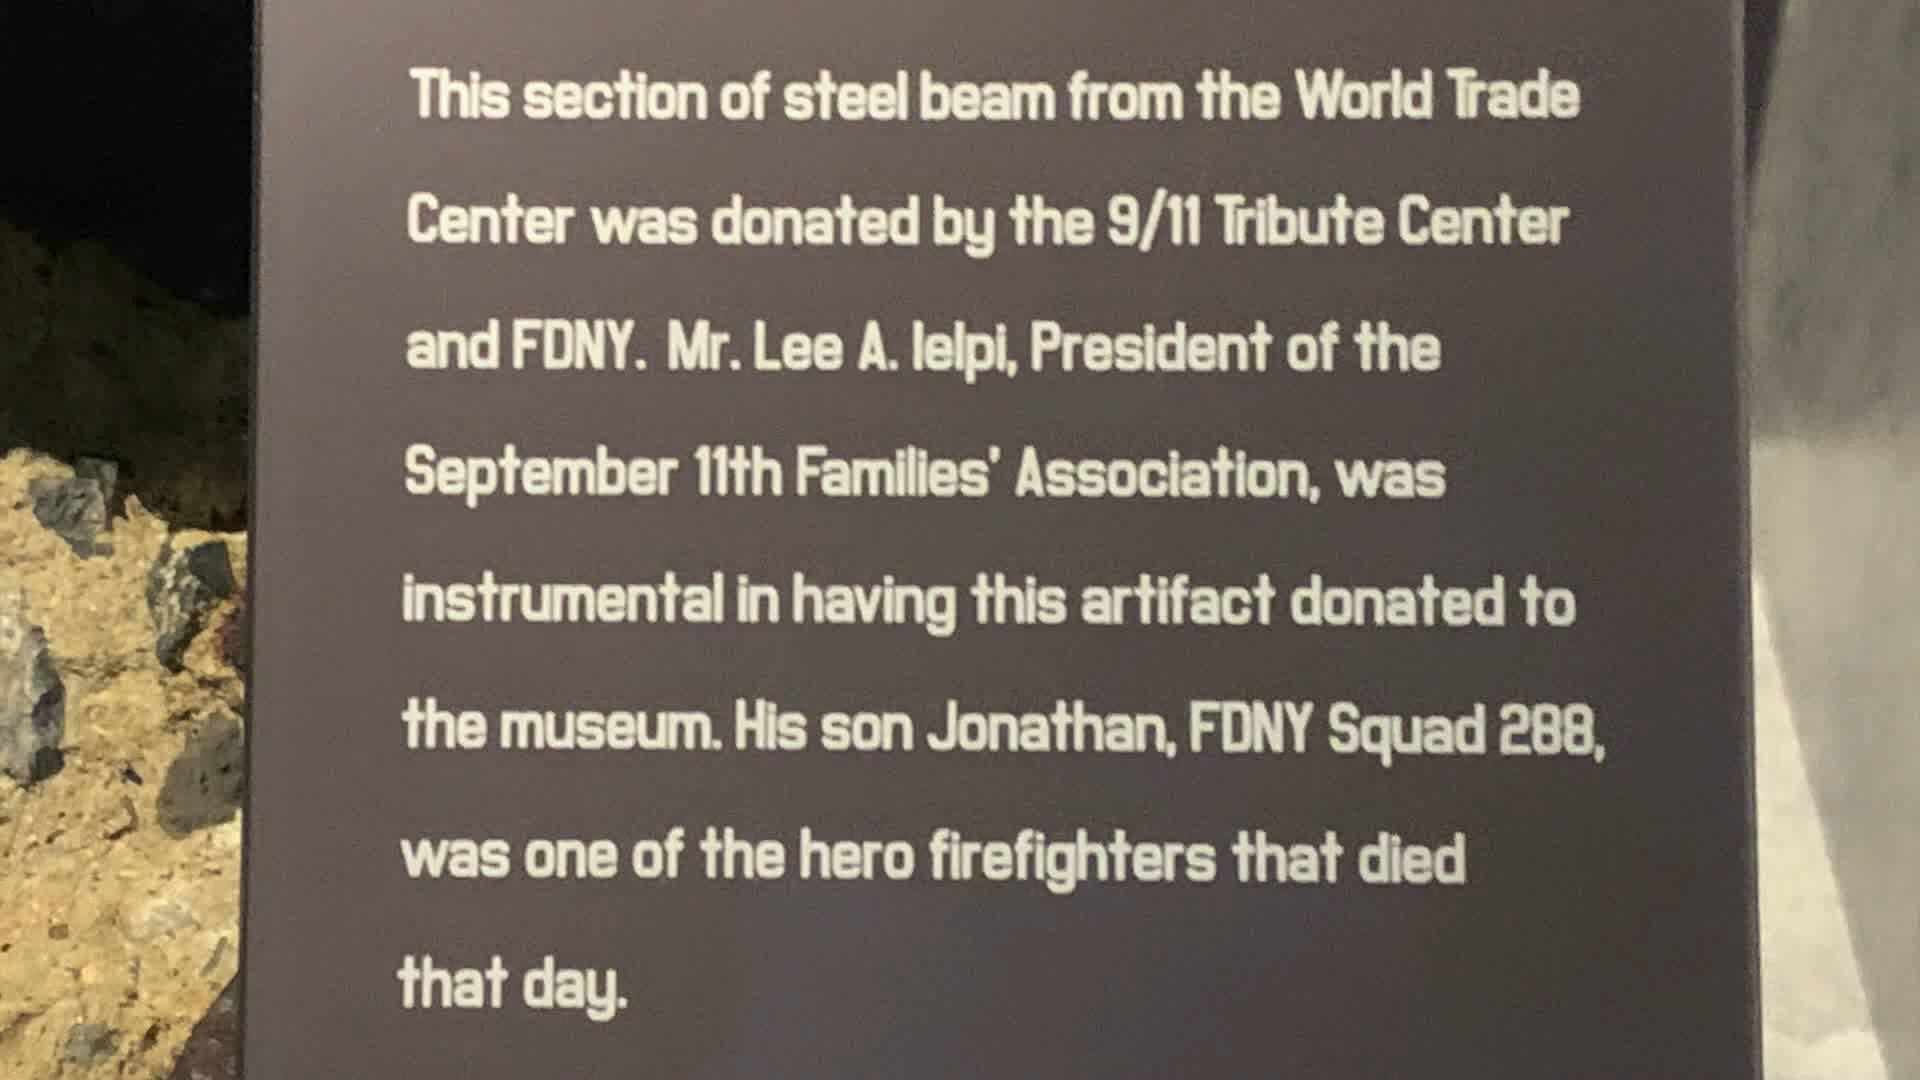 This section of steel beam from the World Trade
Center was donated by the 9/11 Tribute Center
and FDNY. Mr. Lee A. Ielpi, President of the
September 11th Families' Association, was
instrumental in having this artifact donated to
the museum. His son Jonathan, FDNY Squad 288,
was one of the hero firefighters that died
that day.